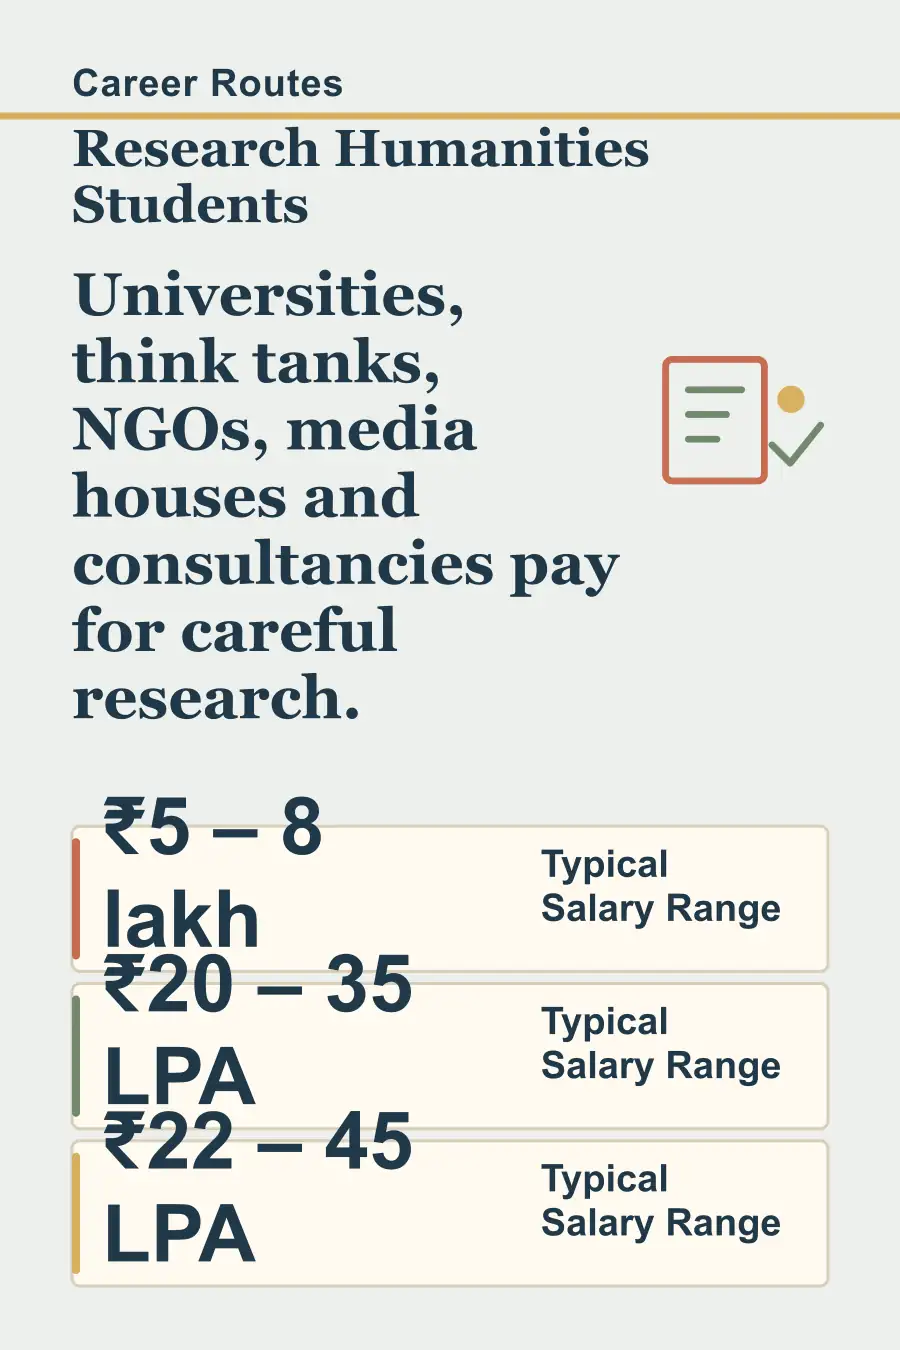 Career Routes
Research Humanities
Students
Universities,
think tanks,
NGOs, media
houses and
consultancies pay
for careful
research.
₹5 – 8
lakh
Typical
Salary Range
₹20 – 35
LPA
Typical
Salary Range
₹22 – 45
LPA
Typical
Salary Range